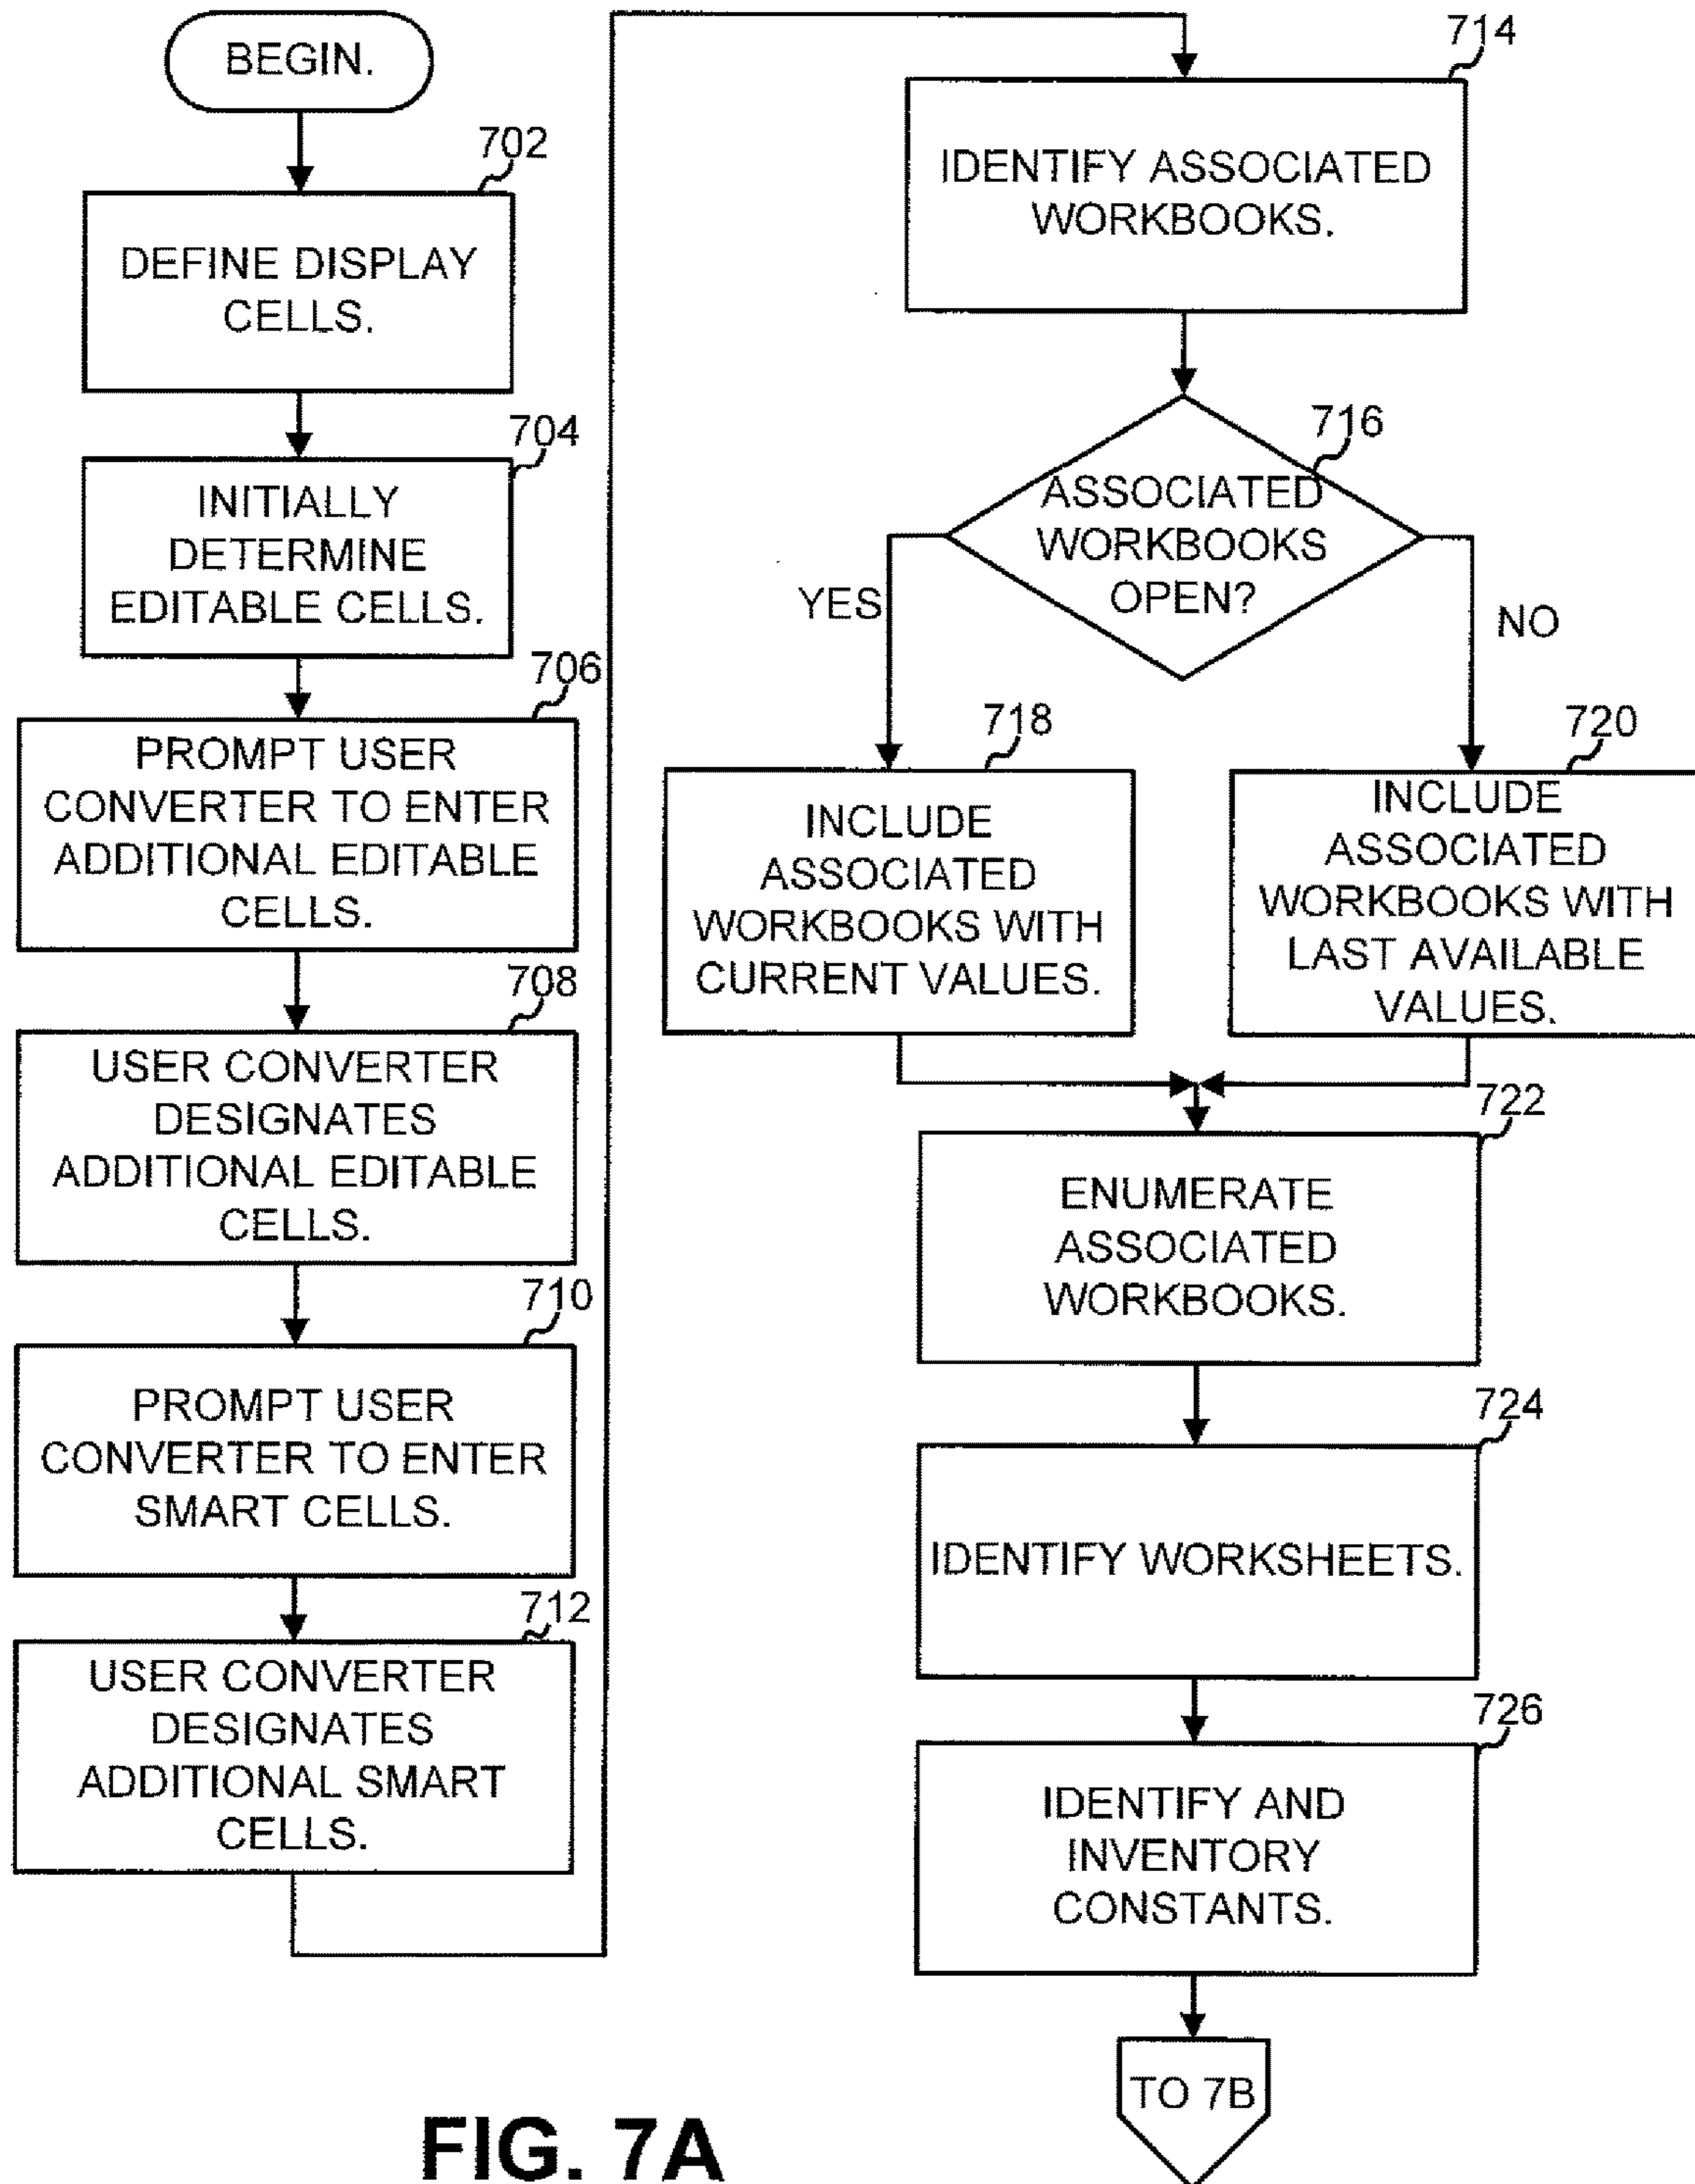 BEGIN.
702
DEFINE DISPLAY
CELLS.
704
INITIALLY
DETERMINE
EDITABLE CELLS.
706
PROMPT USER
CONVERTER TO ENTER
ADDITIONAL EDITABLE
CELLS.
708
USER CONVERTER
DESIGNATES
ADDITIONAL EDITABLE
CELLS.
710
PROMPT USER
CONVERTER TO ENTER
SMART CELLS.
712
USER CONVERTER
DESIGNATES
ADDITIONAL SMART
CELLS.
714
IDENTIFY ASSOCIATED
WORKBOOKS.
716
ASSOCIATED
WORKBOOKS
OPEN?
YES
NO
718
INCLUDE
ASSOCIATED
WORKBOOKS WITH
CURRENT VALUES.
720
INCLUDE
ASSOCIATED
WORKBOOKS WITH
LAST AVAILABLE
VALUES.
722
ENUMERATE
ASSOCIATED
WORKBOOKS.
724
IDENTIFY WORKSHEETS.
726
IDENTIFY AND
INVENTORY
CONSTANTS.
TO 7B
FIG. 7A